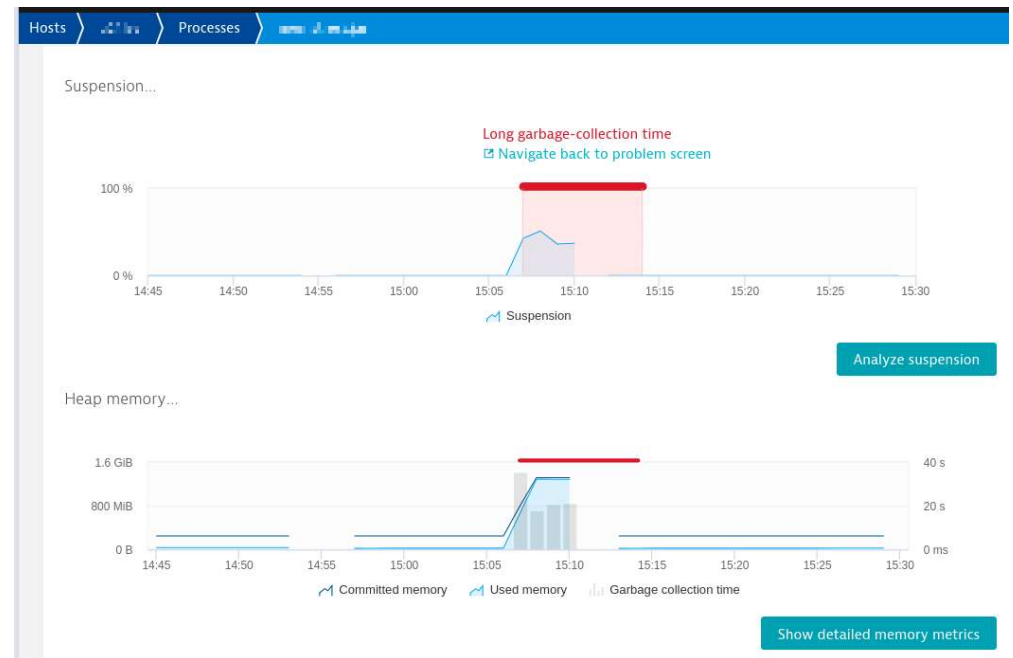 Hosts Processes
Suspension...
Long garbage-collection time
Navigate back to problem screen
100 %
0 %
14:45 14:50 14:55 15:00 15:05 15:10 15:15 15:20 15:25 15:30
Suspension
Analyze suspension
Heap memory...
1.6 GiB 40 s
800 MiB 20 s
0 B 0 ms
14:45 14:50 14:55 15:00 15:05 15:10 15:15 15:20 15:25 15:30
Committed memory Used memory Garbage collection time
Show detailed memory metrics